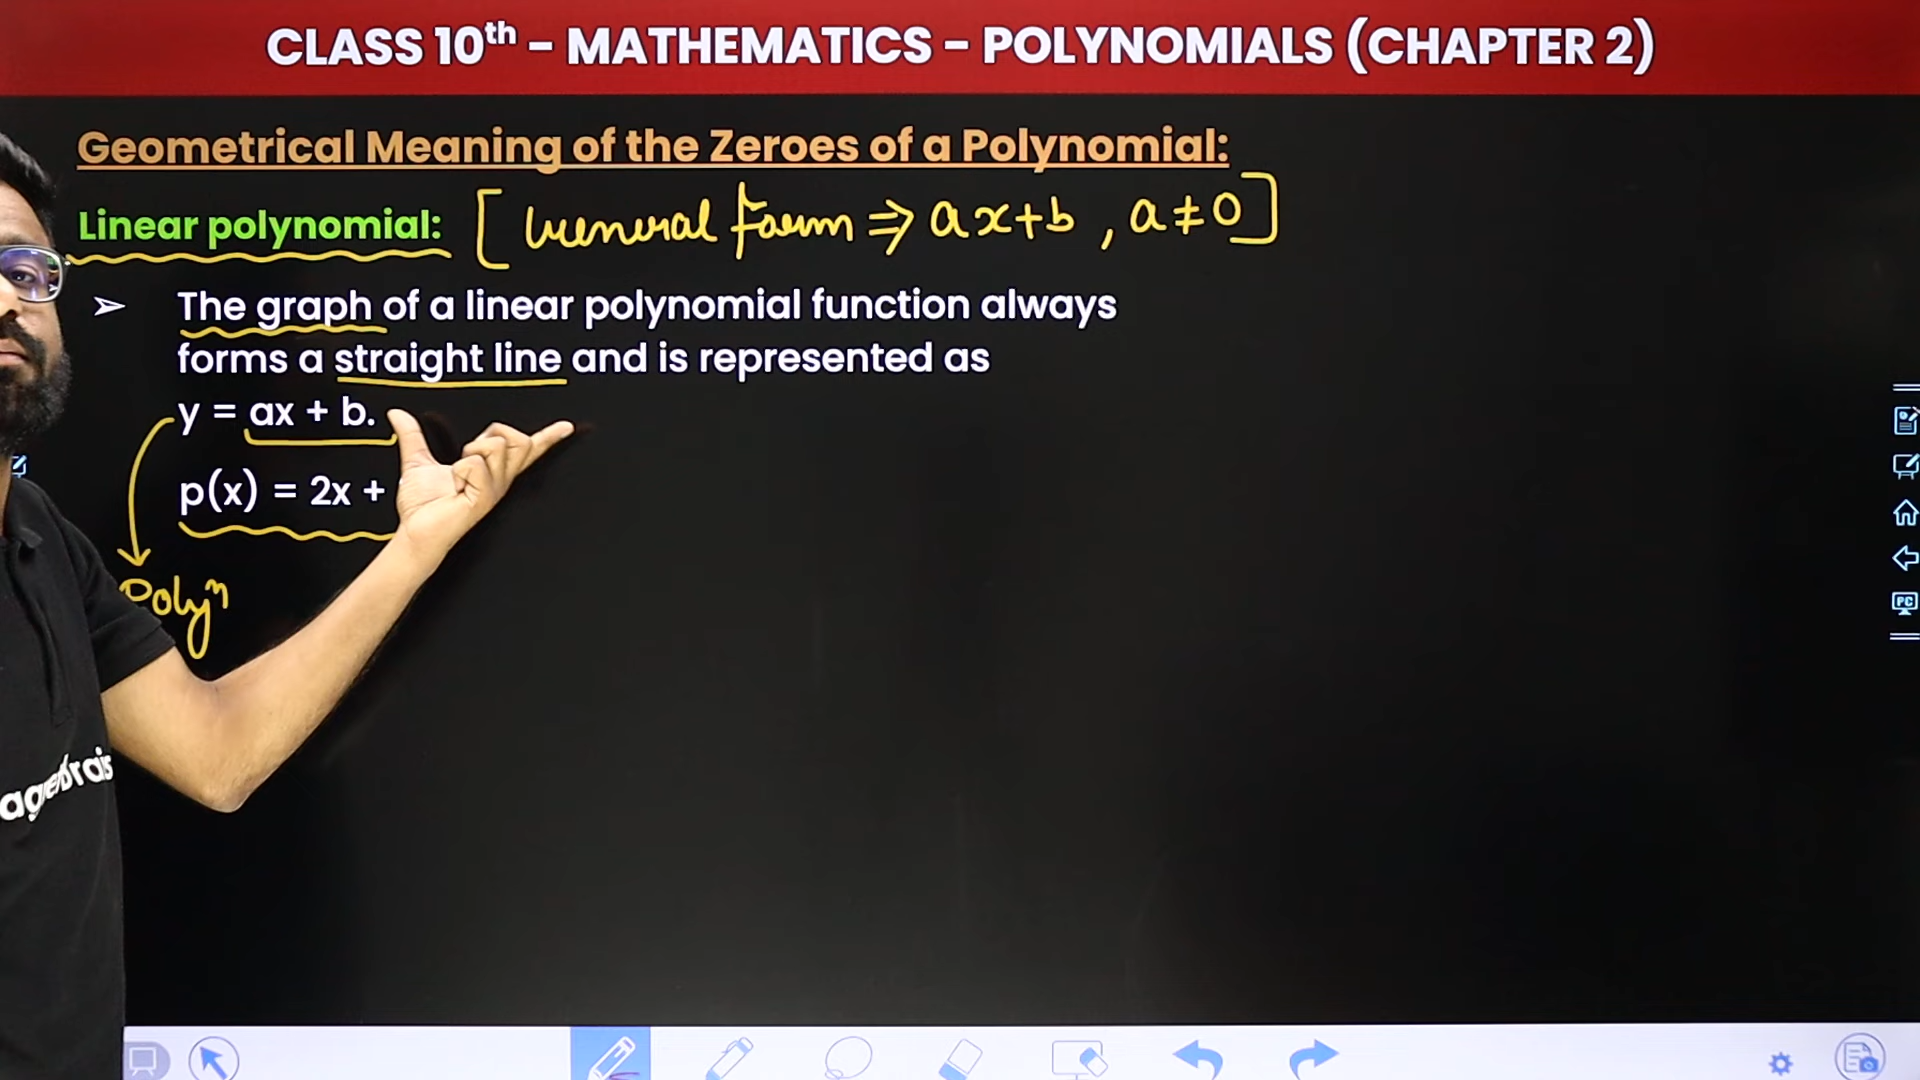 CLASS 10th - MATHEMATICS - POLYNOMIALS (CHAPTER 2)
Geometrical Meaning of the Zeroes of a Polynomial:
Linear polynomial: [ General form ⇒ ax+b , a≠0 ]
➢ The graph of a linear polynomial function always
forms a straight line and is represented as
y = ax + b.
p(x) = 2x +
Polyⁿ
PC